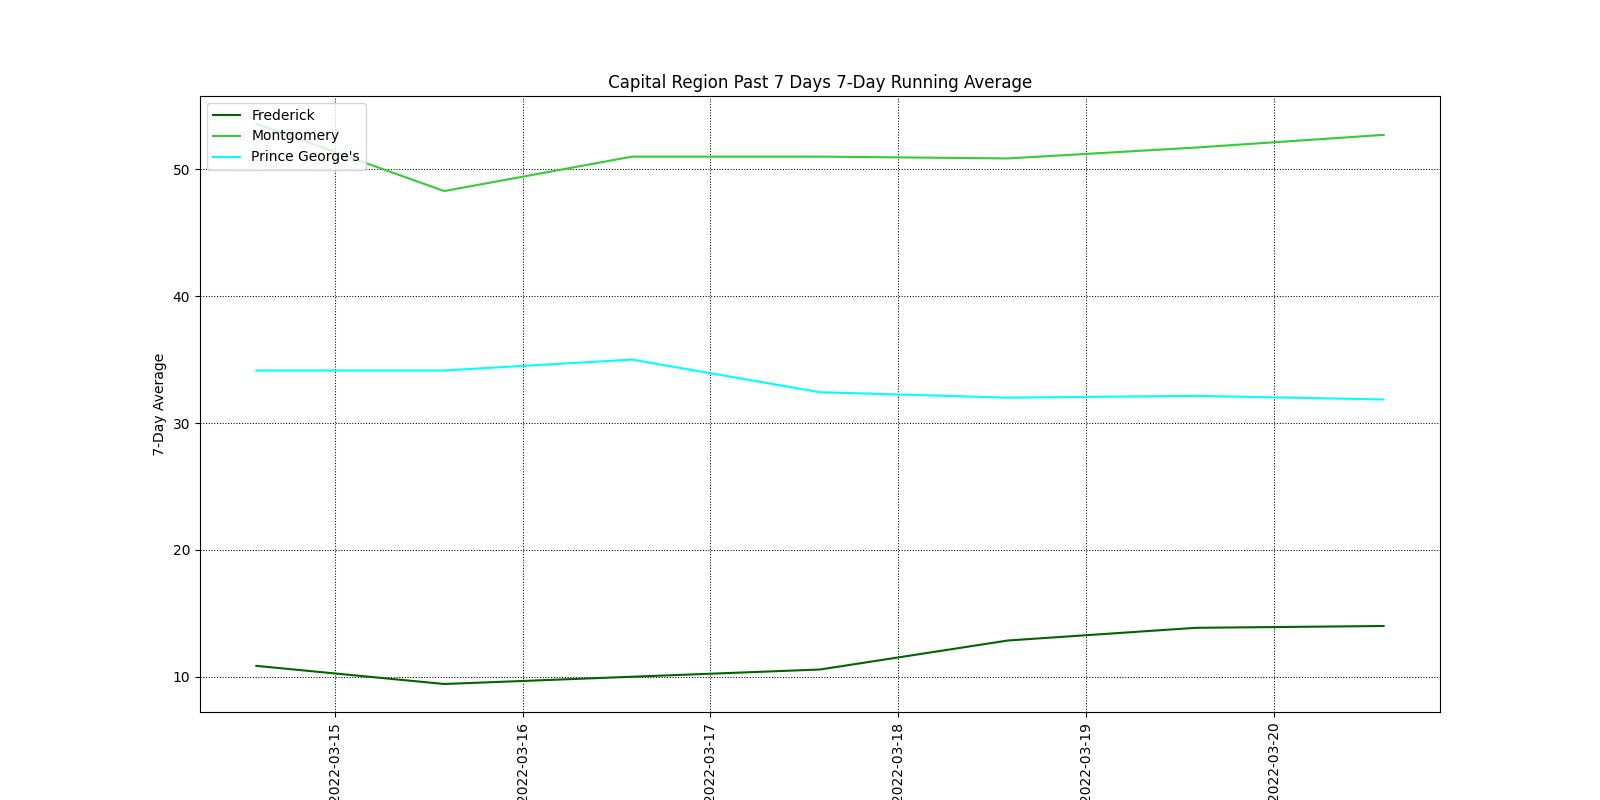 Capital Region Past 7 Days 7-Day Running Average
Frederick
Montgomery
Prince George's
50
40
30
20
10
7-Day Average
2022-03-15
2022-03-16
2022-03-17
2022-03-18
2022-03-19
2022-03-20